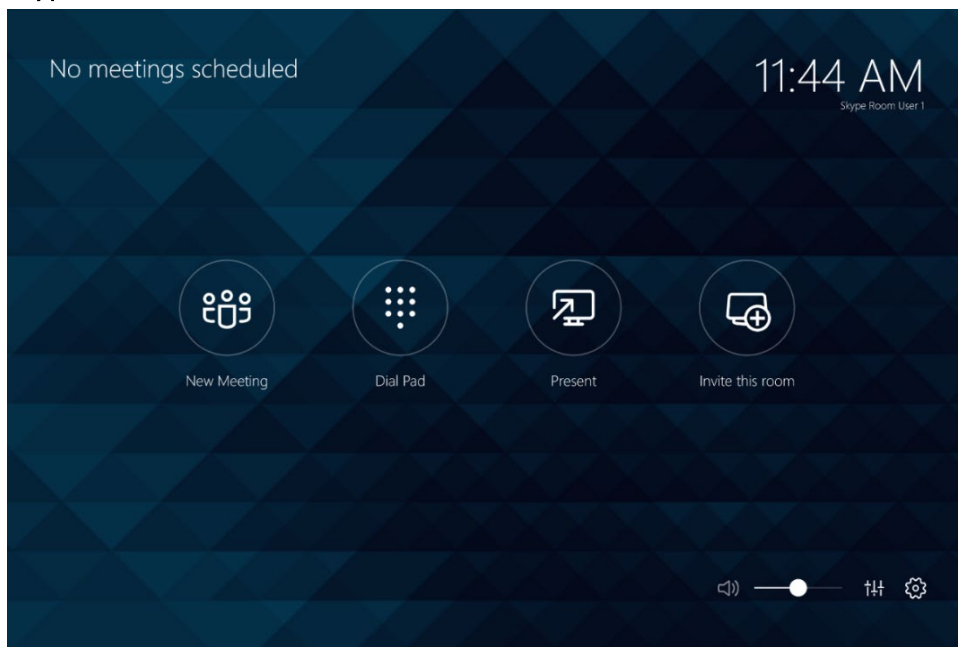 No meetings scheduled
11:44 AM
Skype Room User 1
New Meeting
Dial Pad
Present
Invite this room